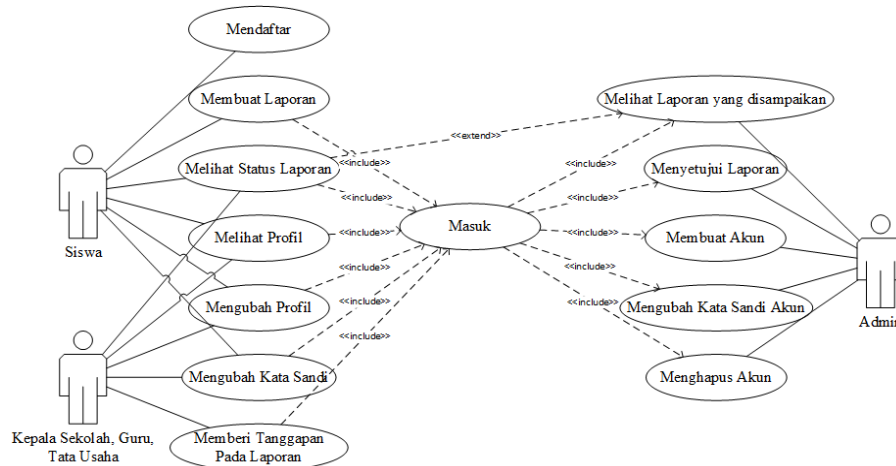 Mendaftar
Membuat Laporan
Melihat Laporan yang disampaikan
<<extend>>
<<include>>
<<include>>
Melihat Status Laporan
Menyetujui Laporan
<<include>>
<<include>>
Siswa
Melihat Profil
<<include>>
Masuk
<<include>>
Membuat Akun
<<include>>
<<include>>
Mengubah Profil
<<include>>
<<include>>
Mengubah Kata Sandi Akun
Admin
<<include>>
Mengubah Kata Sandi
Menghapus Akun
Kepala Sekolah, Guru,
Tata Usaha
Memberi Tanggapan
Pada Laporan